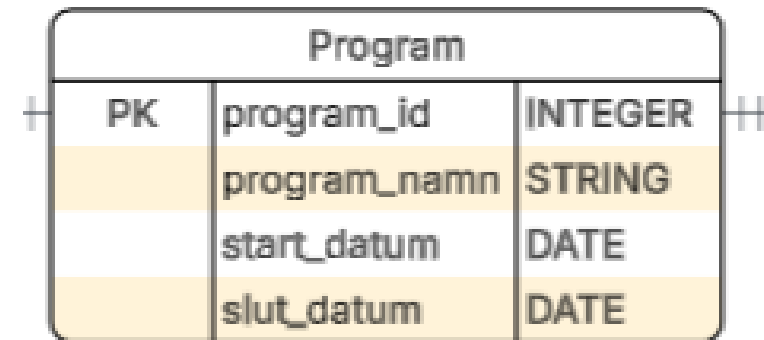 Program
PK program_id INTEGER
program_namn STRING
start_datum DATE
slut_datum DATE